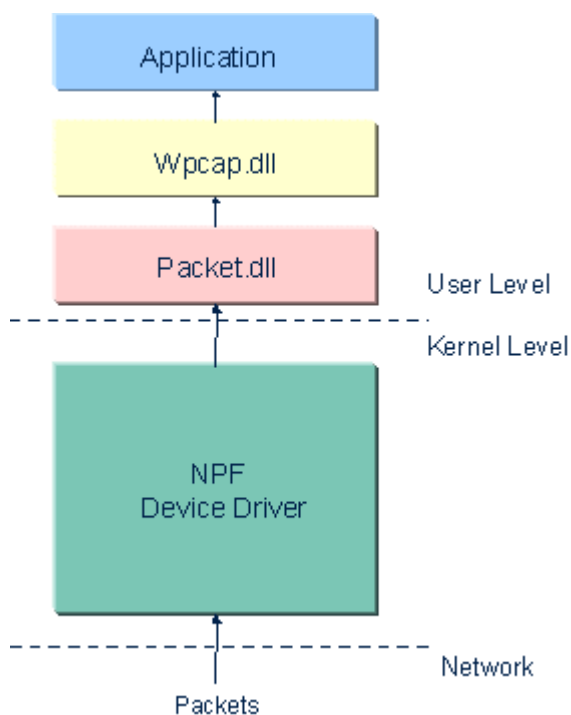 Application
Wpcap.dll
Packet.dll
User Level
Kernel Level
NPF
Device Driver
Network
Packets